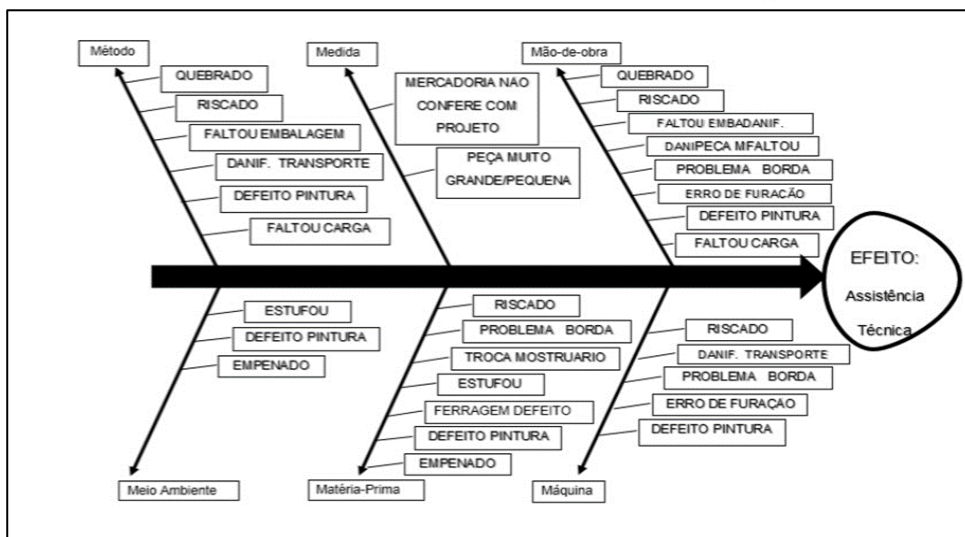 Método
QUEBRADO
RISCADO
FALTOU EMBALAGEM
DANIF. TRANSPORTE
DEFEITO PINTURA
FALTOU CARGA
Medida
MERCADORIA NÃO
CONFERE COM
PROJETO
PEÇA MUITO
GRANDE/PEQUENA
Mão-de-obra
QUEBRADO
RISCADO
FALTOU EMBADANIF.
DANIPECA MFALTOU
PROBLEMA BORDA
ERRO DE FURAÇÃO
DEFEITO PINTURA
FALTOU CARGA
EFEITO:
Assistência
Técnica
ESTUFOU
DEFEITO PINTURA
EMPENADO
Meio Ambiente
RISCADO
PROBLEMA BORDA
TROCA MOSTRUARIO
ESTUFOU
FERRAGEM DEFEITO
DEFEITO PINTURA
EMPENADO
Matéria-Prima
RISCADO
DANIF. TRANSPORTE
PROBLEMA BORDA
ERRO DE FURAÇÃO
DEFEITO PINTURA
Máquina